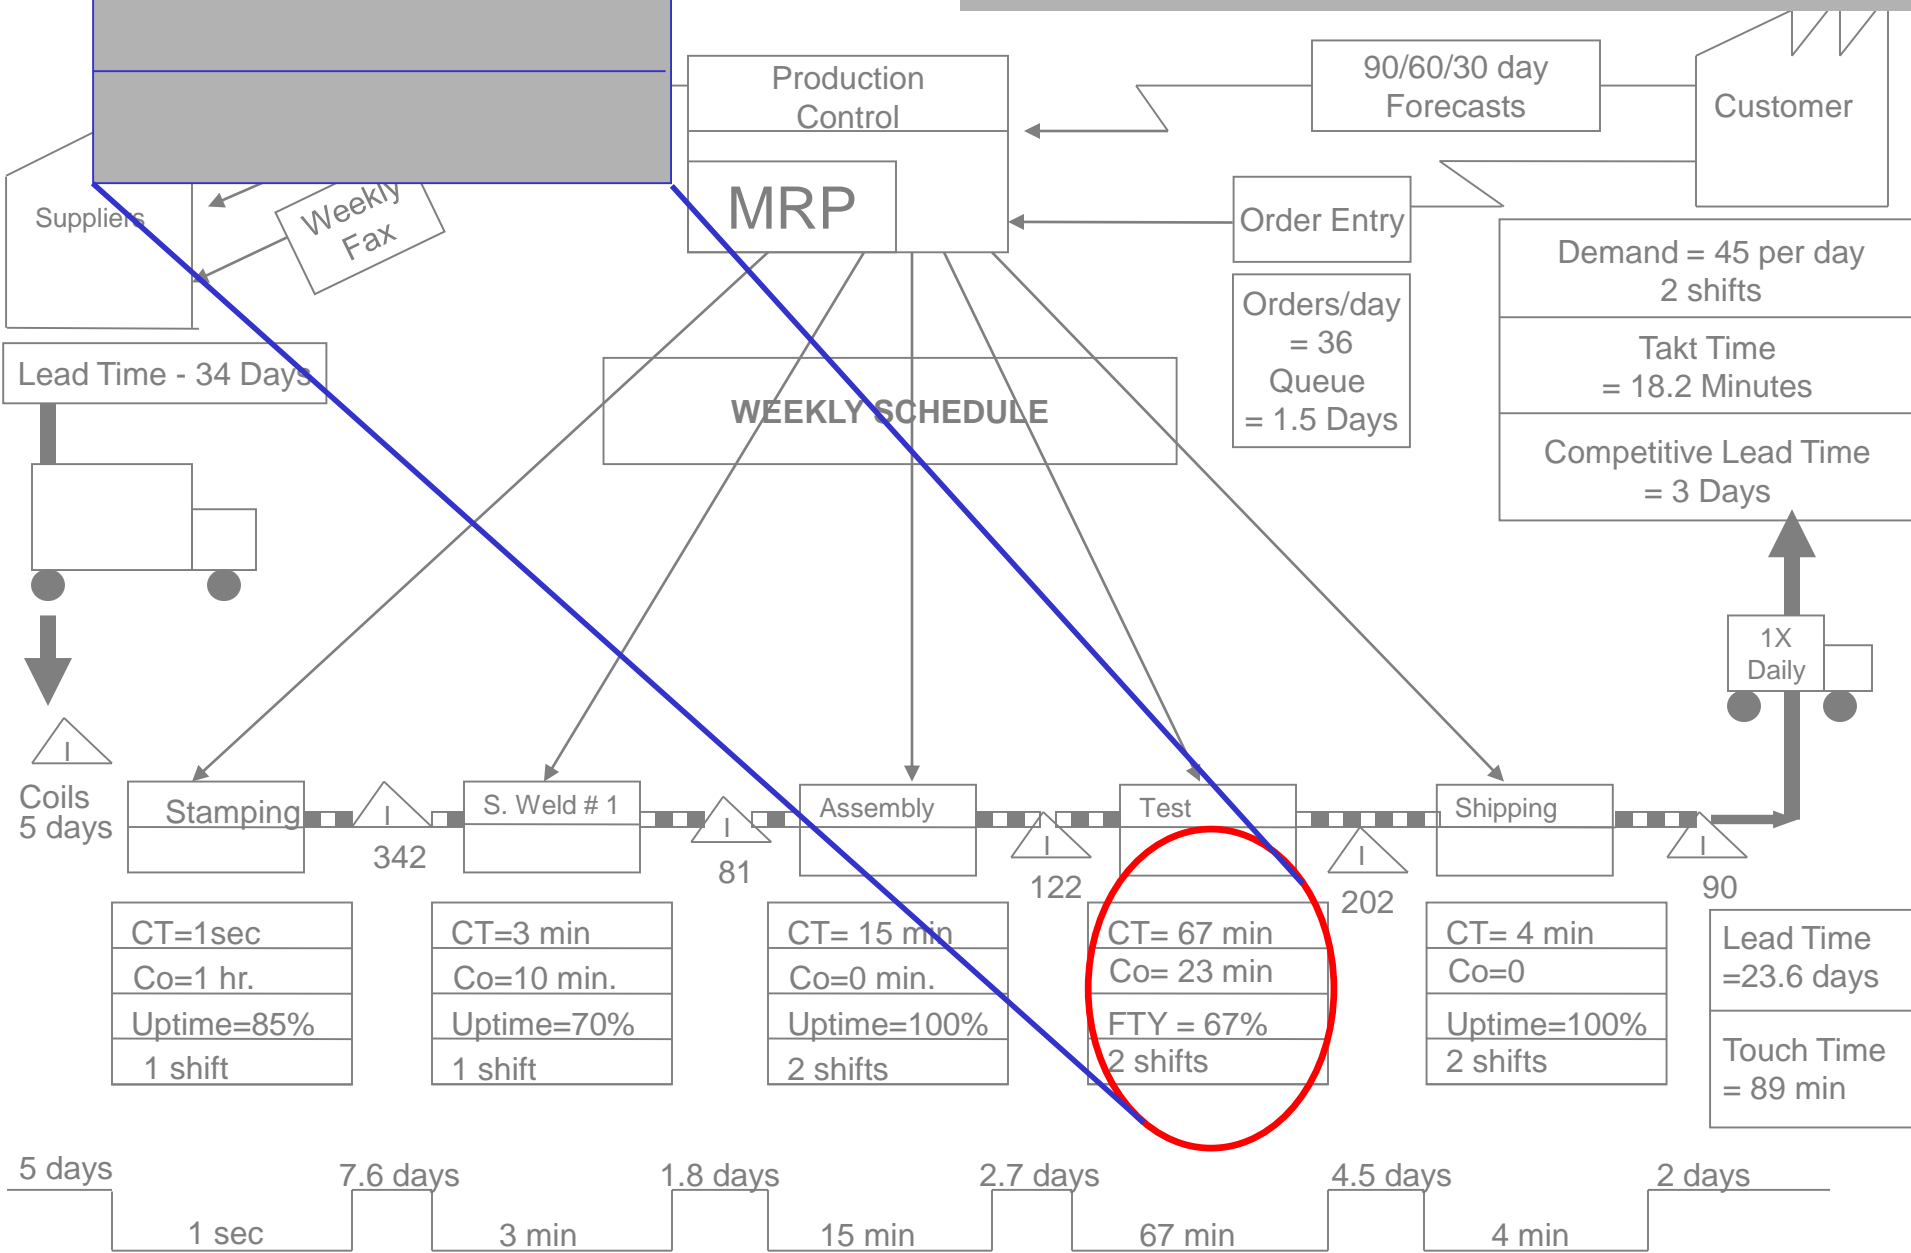 Production
Control
MRP
90/60/30 day
Forecasts
Customer
Suppliers
Weekly
Fax
Order Entry
Orders/day
= 36
Queue
= 1.5 Days
Demand = 45 per day
2 shifts
Takt Time
= 18.2 Minutes
Competitive Lead Time
= 3 Days
Lead Time - 34 Days
WEEKLY SCHEDULE
1X
Daily
I
Coils
5 days
Stamping
I
342
S. Weld # 1
I
81
Assembly
I
122
Test
I
202
Shipping
I
90
CT=1sec
Co=1 hr.
Uptime=85%
1 shift
CT=3 min
Co=10 min.
Uptime=70%
1 shift
CT= 15 min
Co=0 min.
Uptime=100%
2 shifts
CT= 67 min
Co= 23 min
FTY = 67%
2 shifts
CT= 4 min
Co=0
Uptime=100%
2 shifts
Lead Time
=23.6 days
Touch Time
= 89 min
5 days
7.6 days
1.8 days
2.7 days
4.5 days
2 days
1 sec
3 min
15 min
67 min
4 min